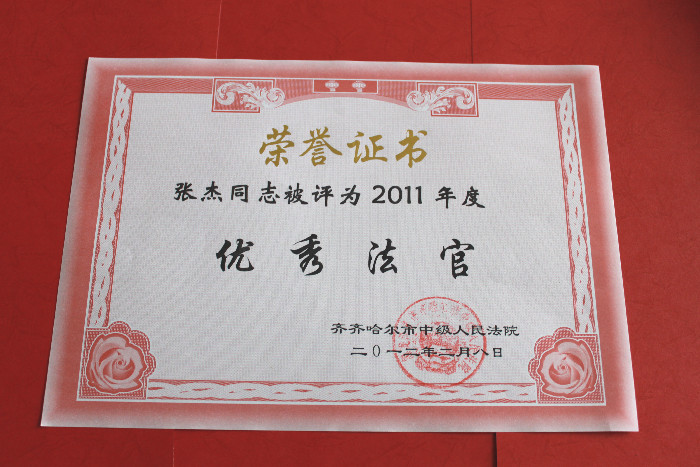 荣誉证书
张杰同志被评为2011年度
优秀法官
齐齐哈尔市中级人民法院
二〇一二年二月八日